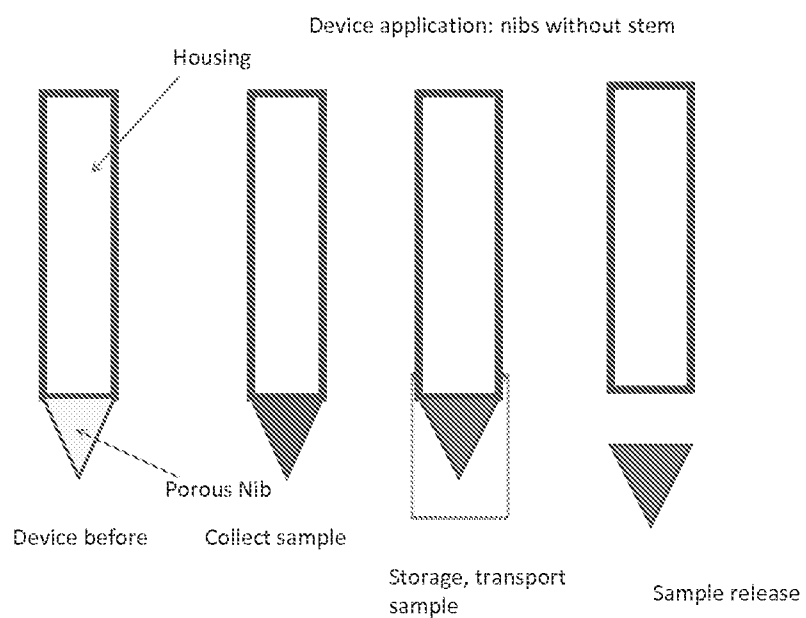 Device application: nibs without stem
Housing
Porous Nib
Device before
Collect sample
Storage, transport
sample
Sample release